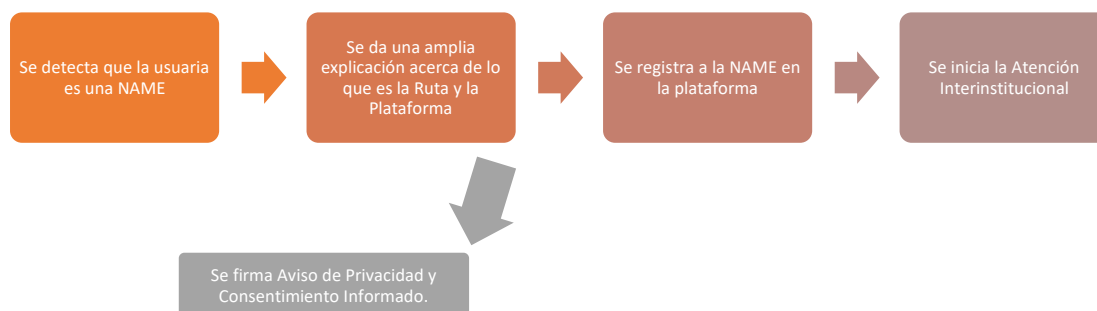 Se detecta que la usuaria
es una NAME
Se da una amplia
explicación acerca de lo
que es la Ruta y la
Plataforma
Se registra a la NAME en
la plataforma
Se inicia la Atención
Interinstitucional
Se firma Aviso de Privacidad y
Consentimiento Informado.